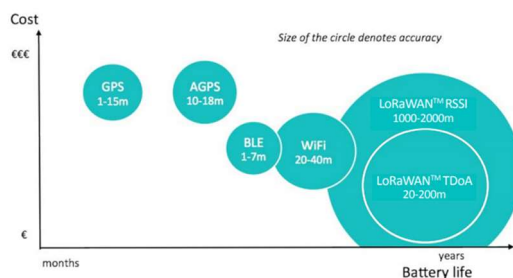 Cost
Size of the circle denotes accuracy
€€€
GPS
1-15m
AGPS
10-18m
LoRaWAN™ RSSI
1000-2000m
BLE
1-7m
WiFi
20-40m
LoRaWAN™ TDoA
20-200m
€
months
years
Battery life